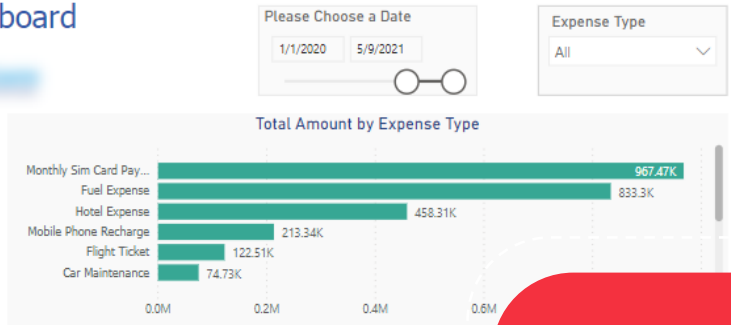 board
Please Choose a Date
1/1/2020 5/9/2021
Expense Type
All
Total Amount by Expense Type
Monthly Sim Card Pay... 967.47K
Fuel Expense 833.3K
Hotel Expense 458.31K
Mobile Phone Recharge 213.34K
Flight Ticket 122.51K
Car Maintenance 74.73K
0.0M 0.2M 0.4M 0.6M